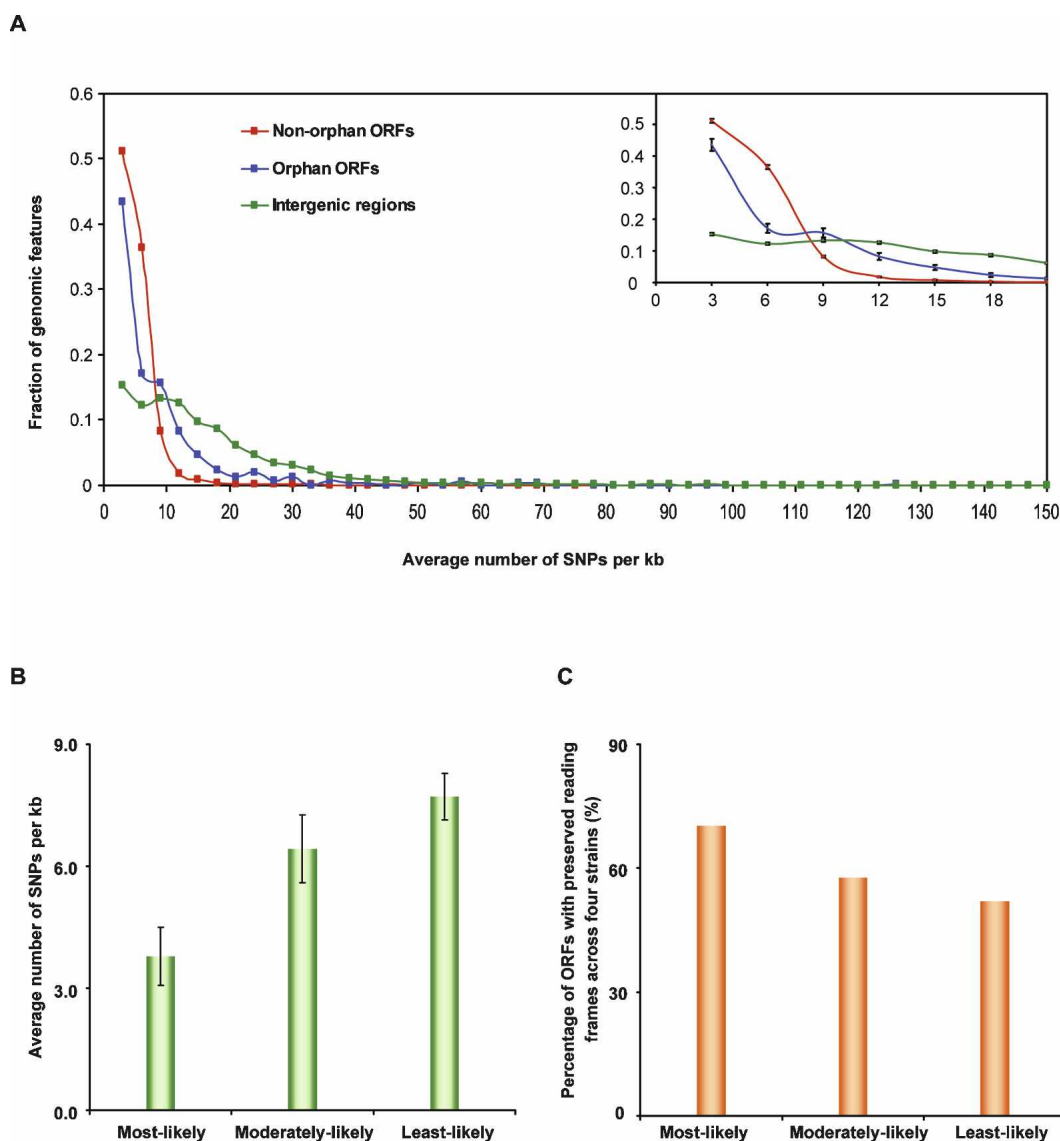 A
0.6
0.5
0.4
0.3
0.2
0.1
0
Fraction of genomic features
Non-orphan ORFs
Orphan ORFs
Intergenic regions
0.5
0.4
0.3
0.2
0.1
0
0 3 6 9 12 15 18
0 10 20 30 40 50 60 70 80 90 100 110 120 130 140 150
Average number of SNPs per kb
B
9.0
6.0
3.0
0.0
Average number of SNPs per kb
Most-likely Moderately-likely Least-likely
C
90
60
30
0
Percentage of ORFs with preserved reading
frames across four strains (%)
Most-likely Moderately-likely Least-likely